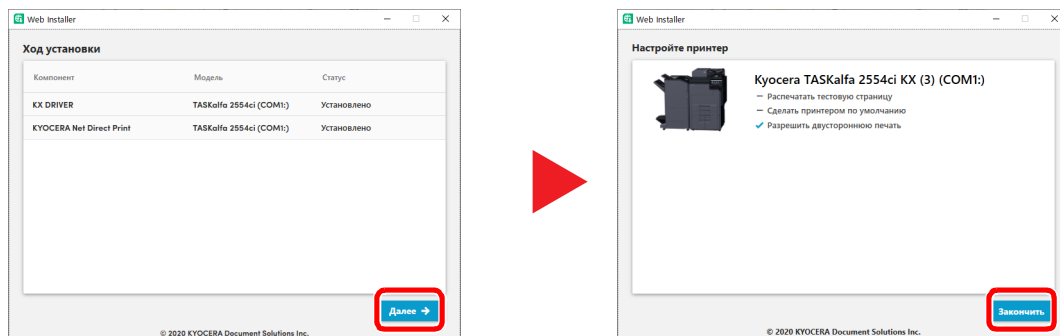 Web Installer
Ход установки
Компонент Модель Статус
KX DRIVER TASKalfa 2554ci (COM1:) Установлено
KYOCERA Net Direct Print TASKalfa 2554ci (COM1:) Установлено
Далее →
© 2020 KYOCERA Document Solutions Inc.
Web Installer
Настройте принтер
Kyocera TASKalfa 2554ci KX (3) (COM1:)
Распечатать тестовую страницу
Сделать принтером по умолчанию
Разрешить двустороннюю печать
Закончить
© 2020 KYOCERA Document Solutions Inc.